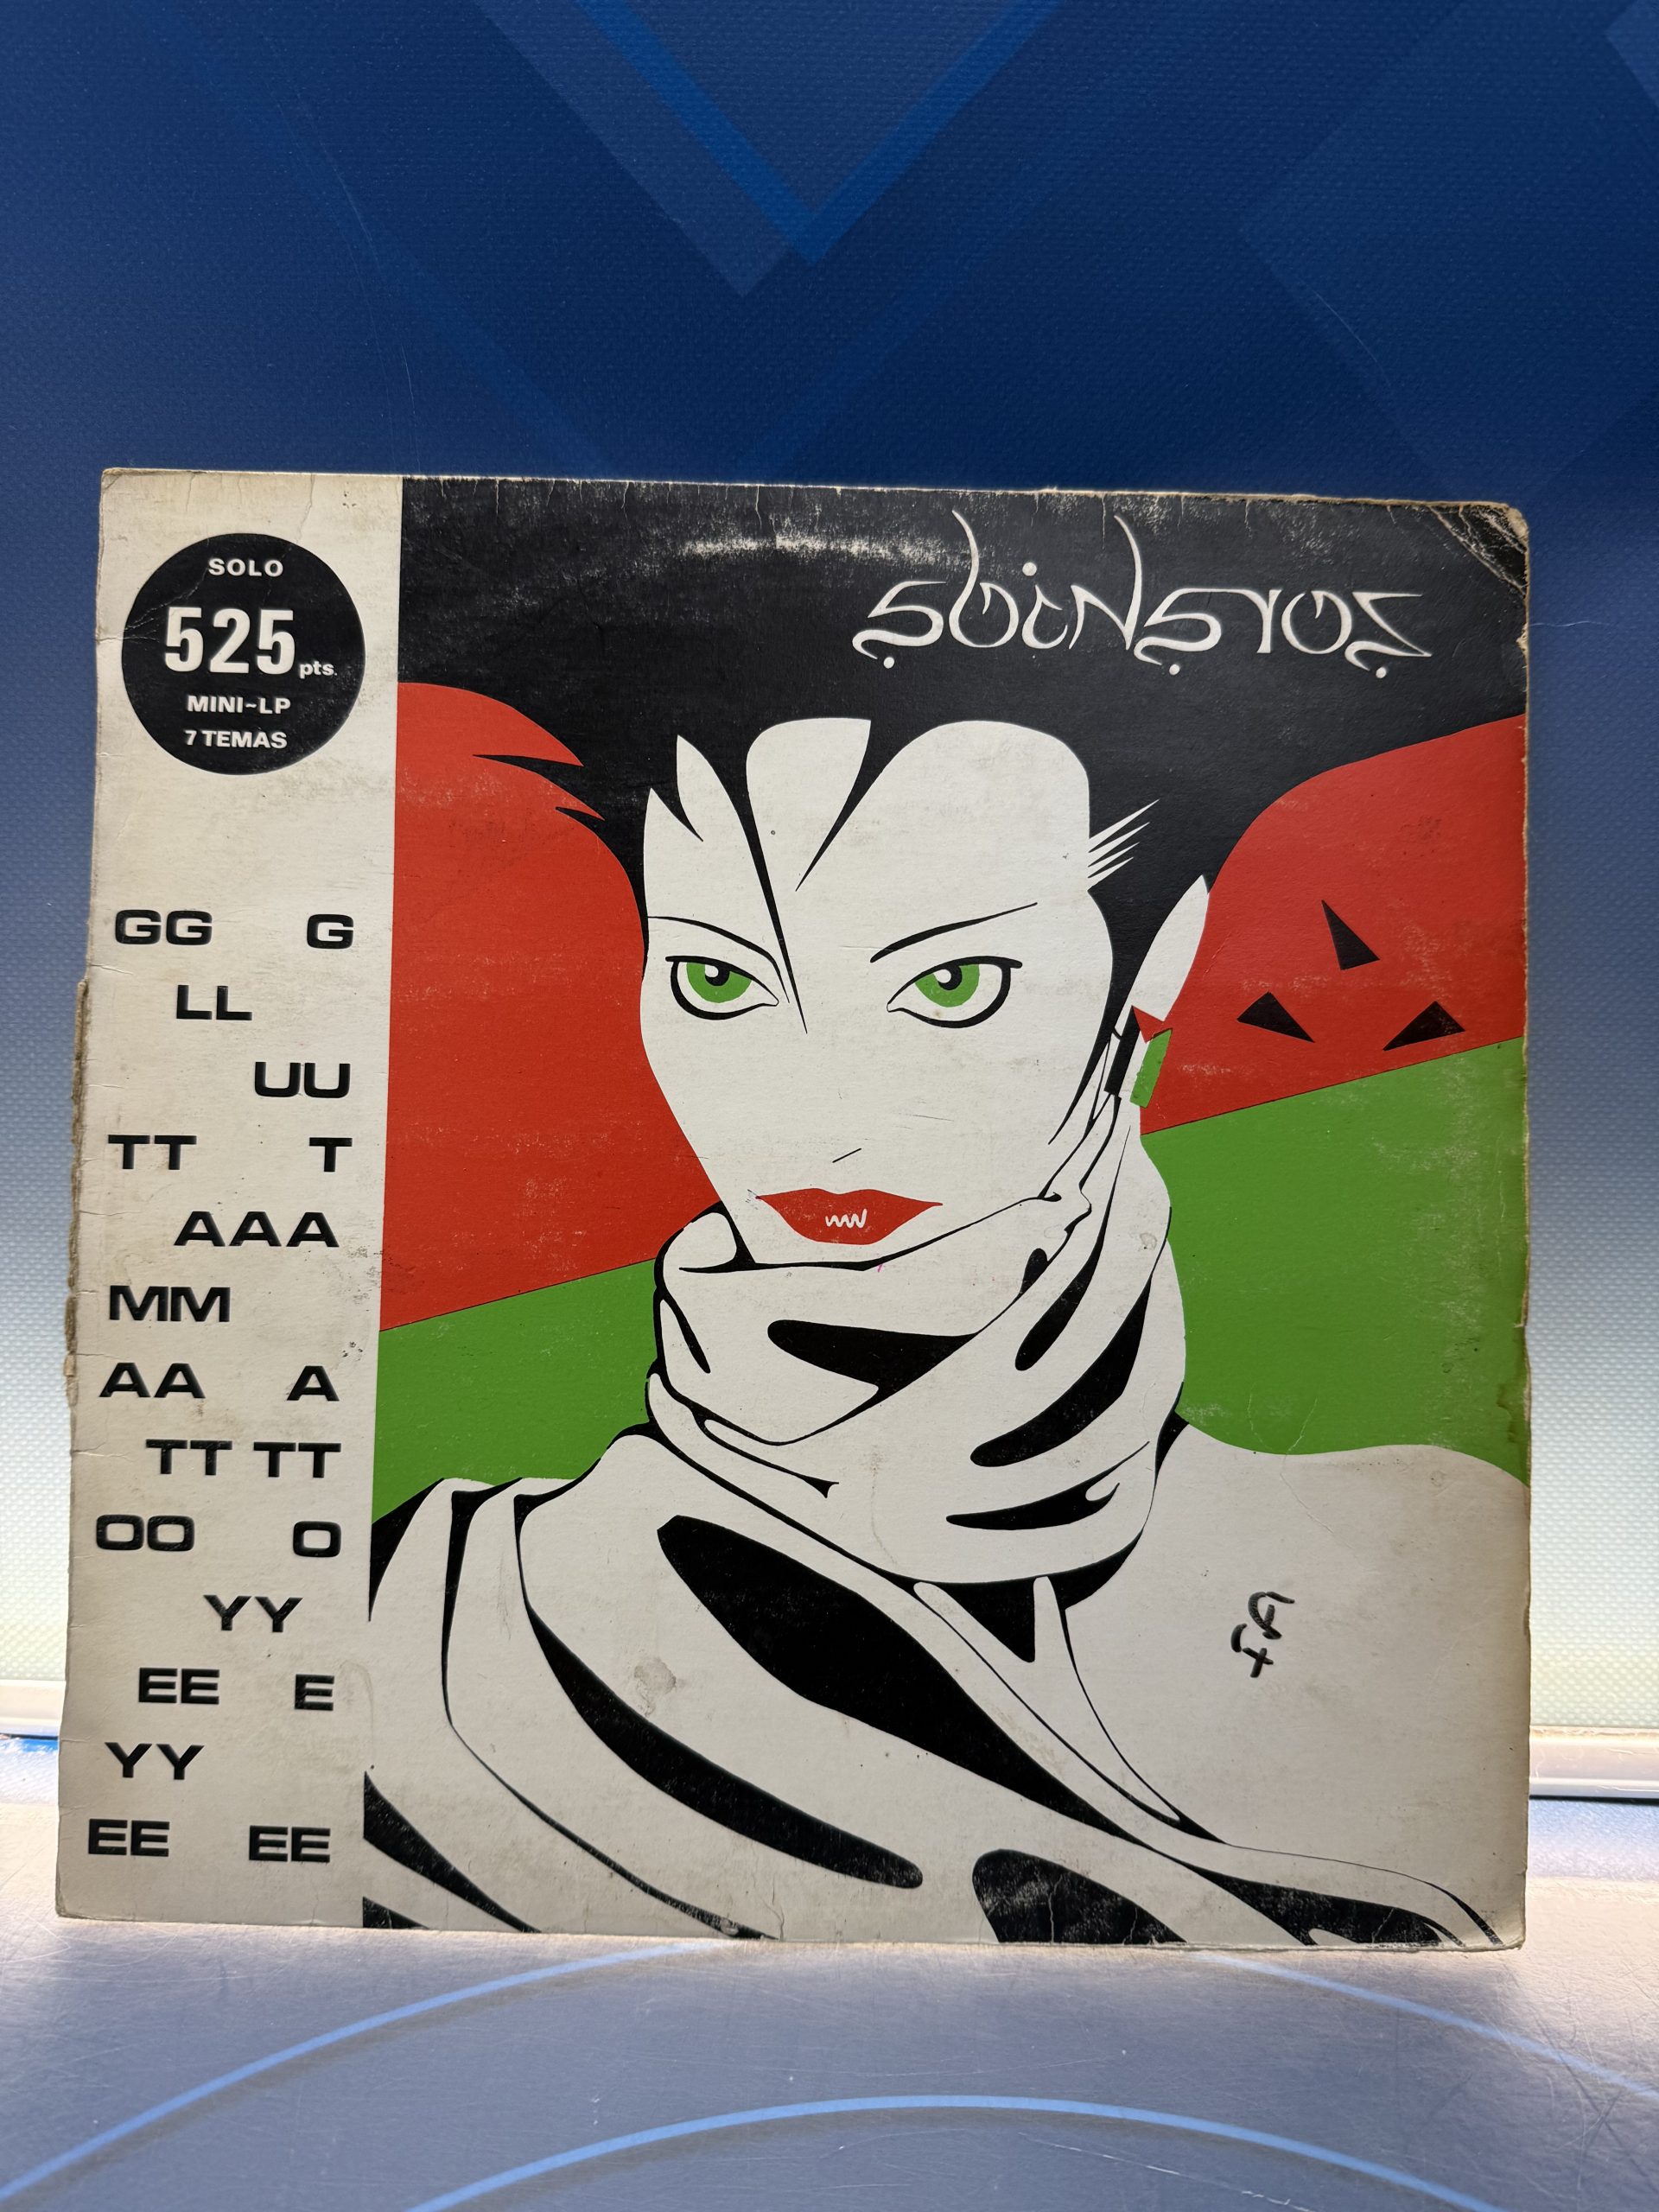 SOLO
525 pts.
MINI-LP
7 TEMAS
GG G
LL
UU
TT T
AAA
MM
AA A
TT TT
OO O
YY
EE E
YY
EE EE